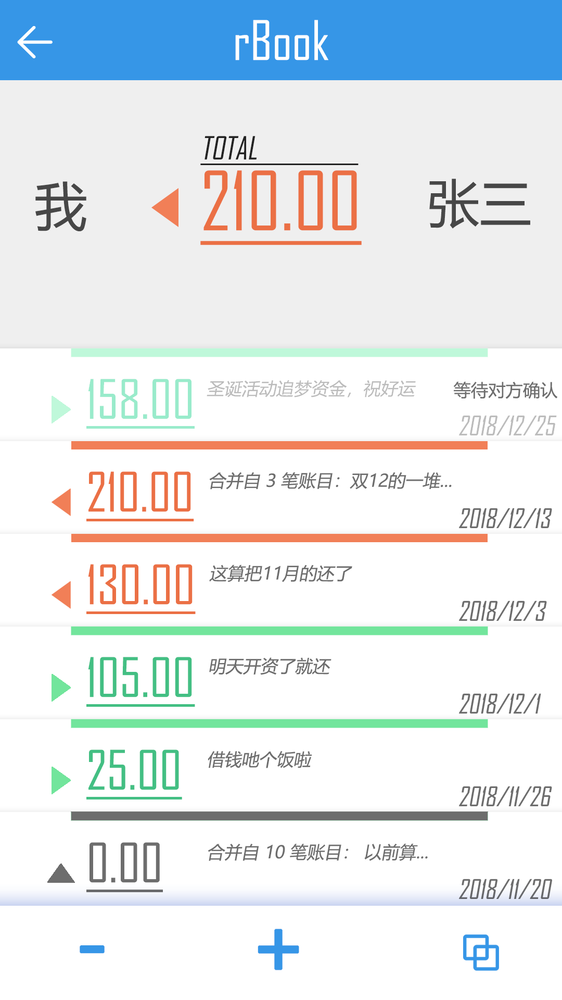 rBook
TOTAL
我 210.00 张三
158.00 圣诞活动追梦资金，祝好运 等待对方确认
2018/12/25
210.00 合并自 3 笔账目：双12的一堆...
2018/12/13
130.00 这算把11月的还了
2018/12/3
105.00 明天开资了就还
2018/12/1
25.00 借钱吔个饭啦
2018/11/26
0.00 合并自 10 笔账目： 以前算...
2018/11/20